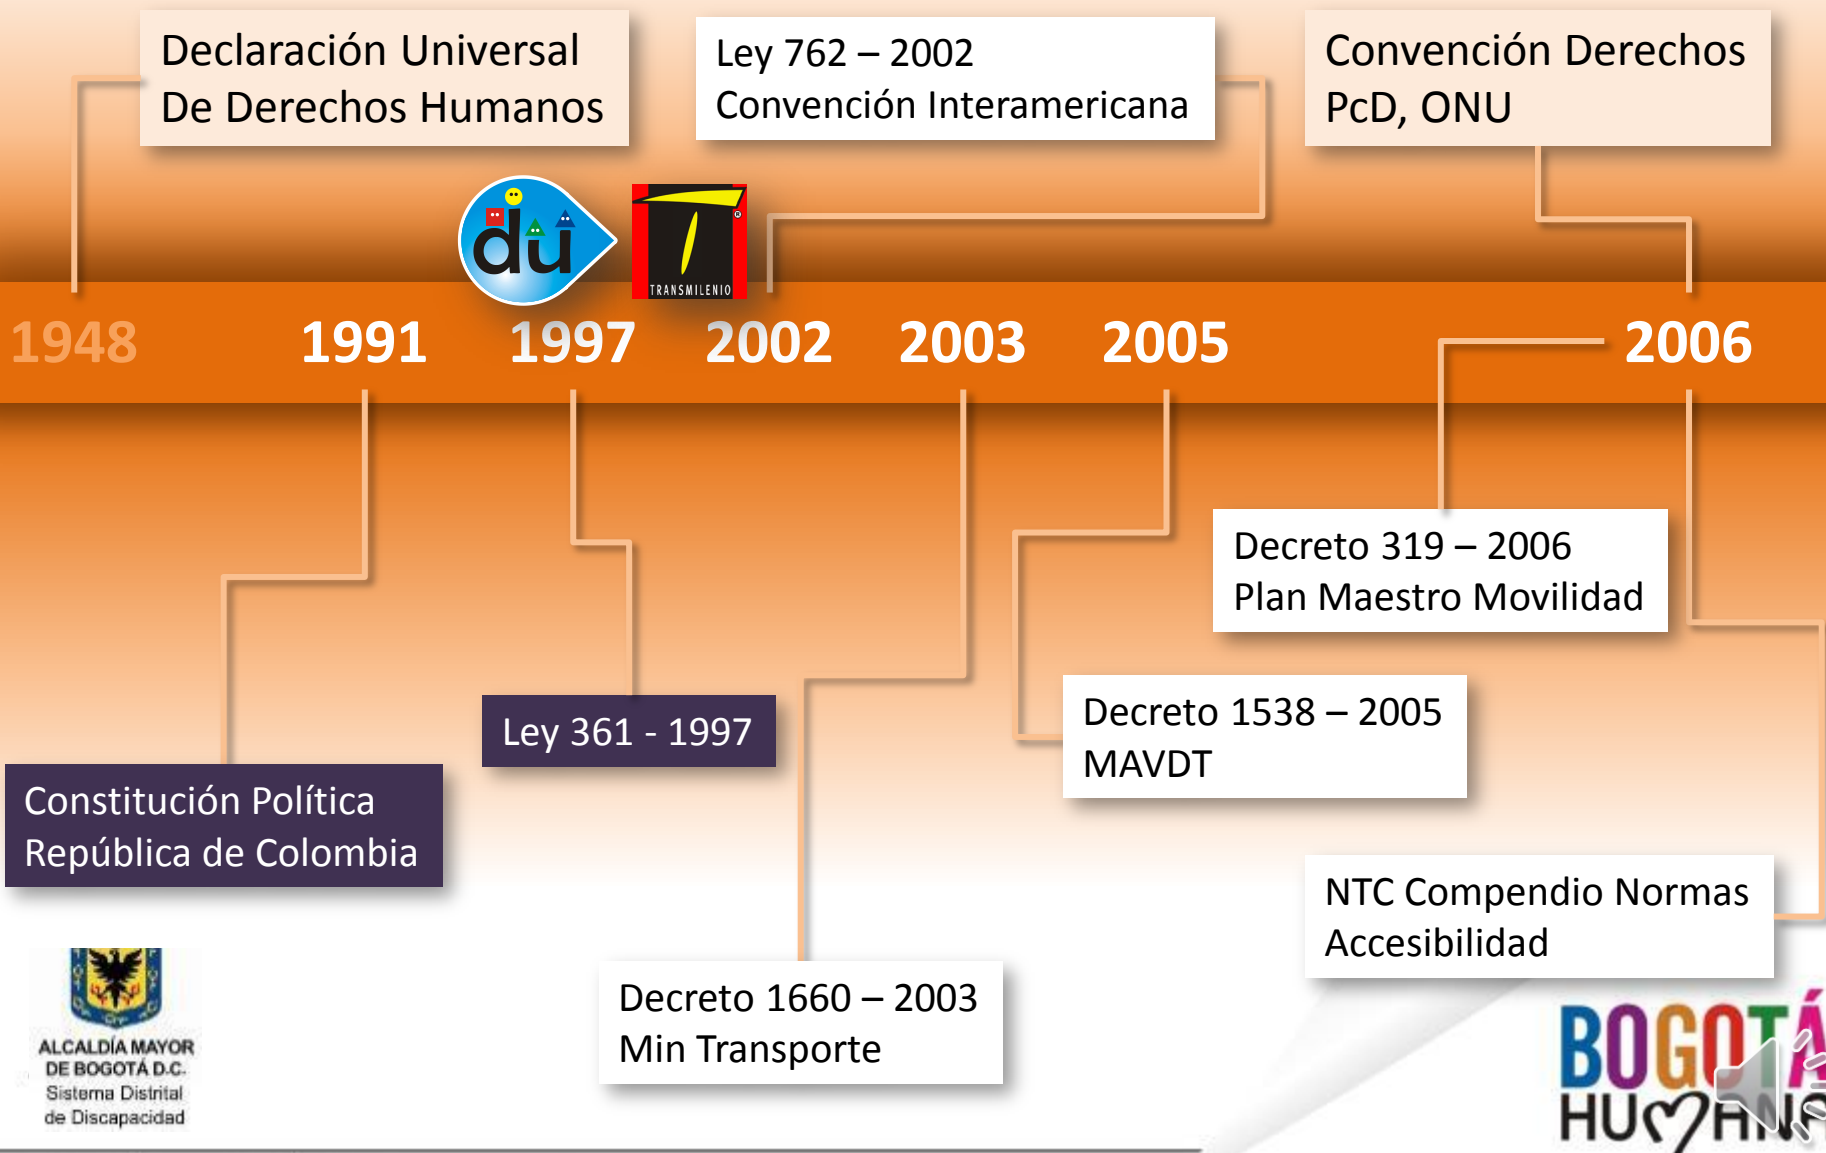 Declaración Universal
De Derechos Humanos
Ley 762 – 2002
Convención Interamericana
Convención Derechos
PcD, ONU
idu
TRANSMILENIO
1948
1991
1997
2002
2003
2005
2006
Decreto 319 – 2006
Plan Maestro Movilidad
Ley 361 - 1997
Decreto 1538 – 2005
MAVDT
Constitución Política
República de Colombia
NTC Compendio Normas
Accesibilidad
Decreto 1660 – 2003
Min Transporte
ALCALDÍA MAYOR
DE BOGOTÁ D.C.
Sistema Distrital
de Discapacidad
BOGOTÁ
HUMANA